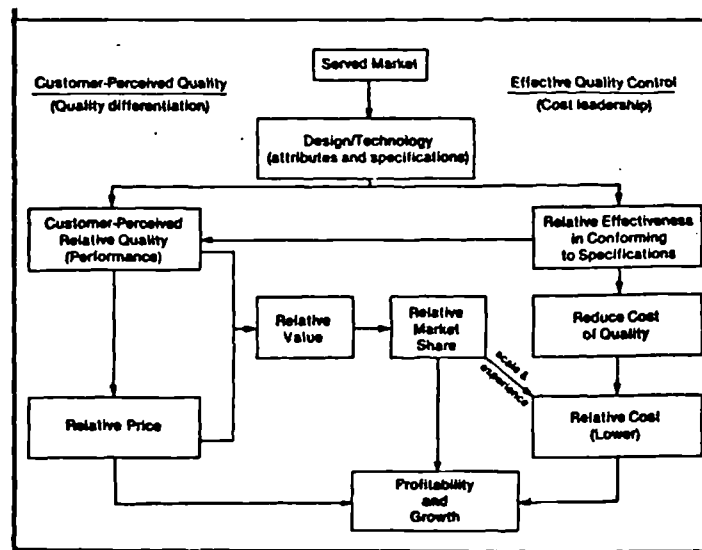 Served Market
Customer-Perceived Quality
(Quality differentiation)
Effective Quality Control
(Cost leadership)
Design/Technology
(attributes and specifications)
Customer-Perceived
Relative Quality
(Performance)
Relative Effectiveness
in Conforming
to Specifications
Relative
Value
Relative
Market
Share
Reduce Cost
of Quality
scale &
experience
Relative Price
Relative Cost
(Lower)
Profitability
and
Growth